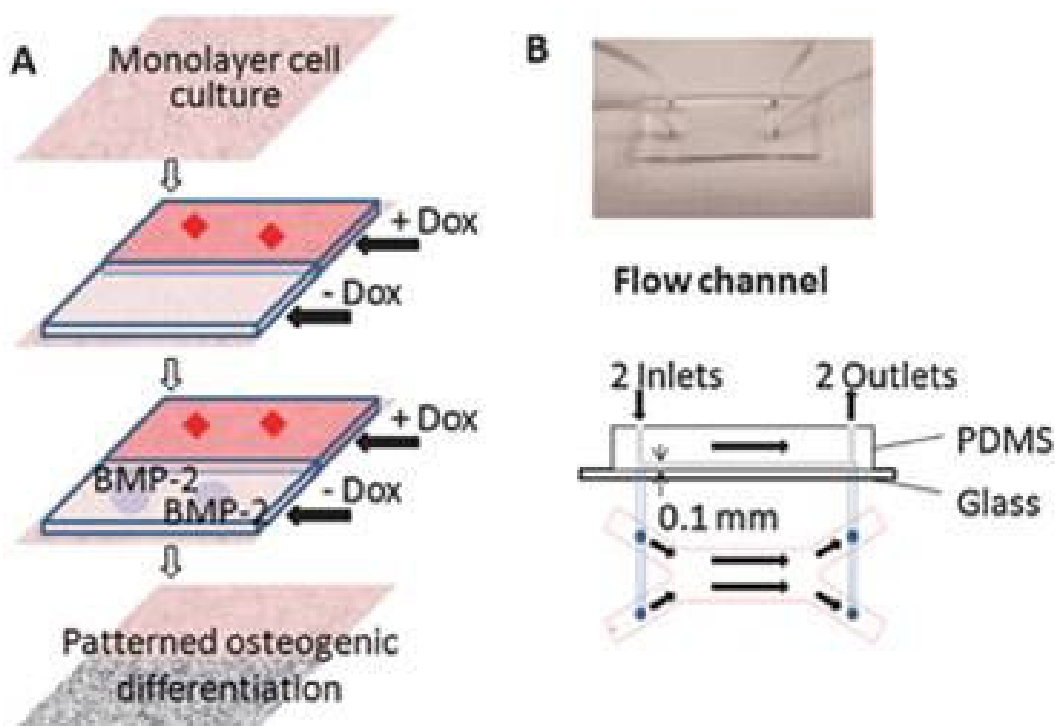 A
Monolayer cell
culture
+ Dox
- Dox
+ Dox
BMP-2
BMP-2
- Dox
Patterned osteogenic
differentiation
B
Flow channel
2 Inlets
2 Outlets
PDMS
Glass
0.1 mm